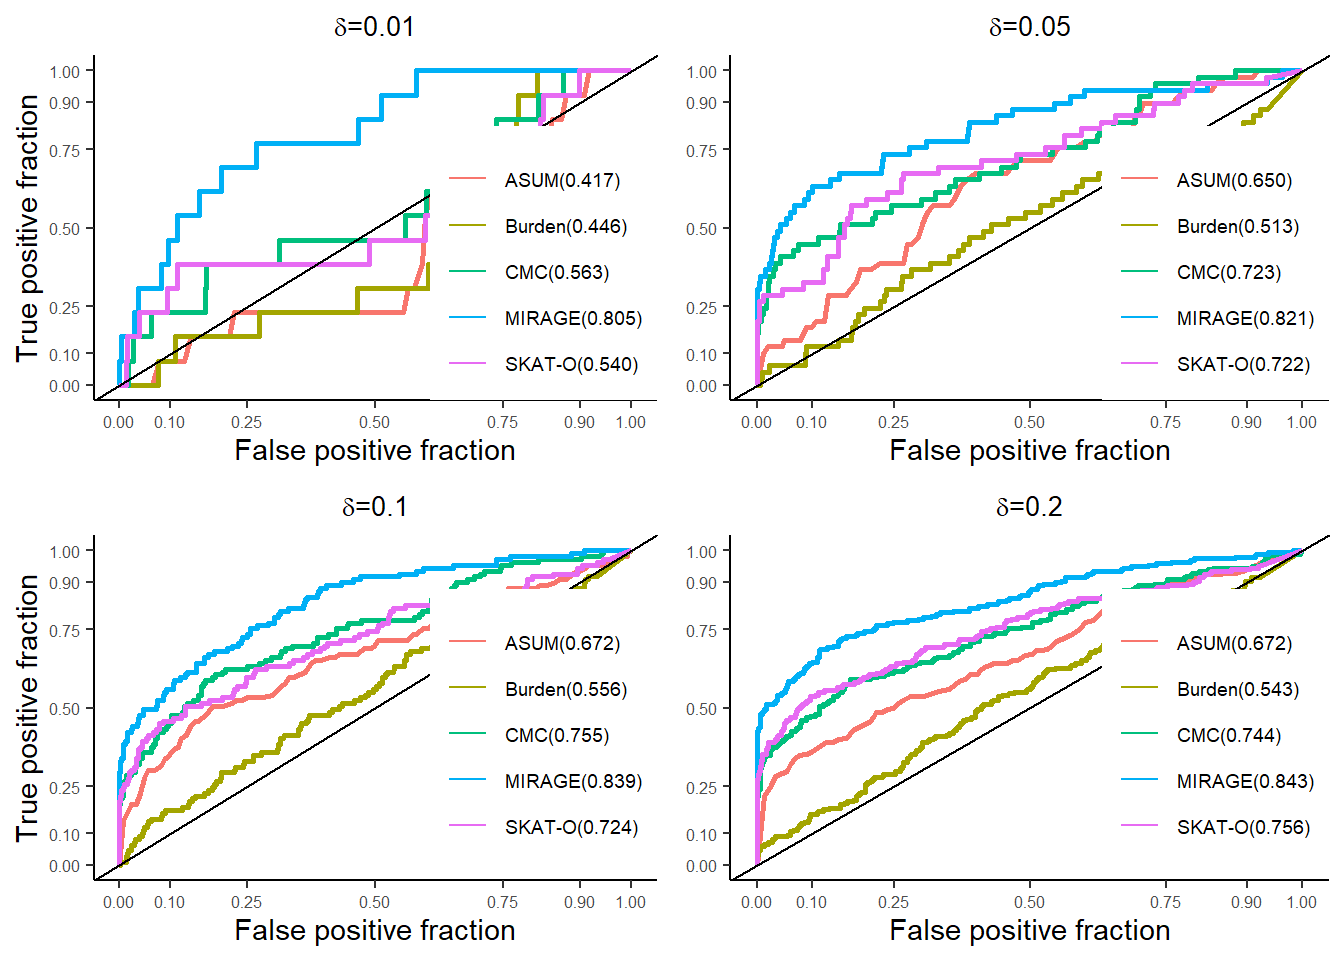 δ=0.01
True positive fraction
1.00
0.90
0.75
0.50
0.25
0.10
0.00
ASUM(0.417)
Burden(0.446)
CMC(0.563)
MIRAGE(0.805)
SKAT-O(0.540)
0.00 0.10 0.25 0.50 0.75 0.90 1.00
False positive fraction
δ=0.05
1.00
0.90
0.75
0.50
0.25
0.10
0.00
ASUM(0.650)
Burden(0.513)
CMC(0.723)
MIRAGE(0.821)
SKAT-O(0.722)
0.00 0.10 0.25 0.50 0.75 0.90 1.00
False positive fraction
δ=0.1
True positive fraction
1.00
0.90
0.75
0.50
0.25
0.10
0.00
ASUM(0.672)
Burden(0.556)
CMC(0.755)
MIRAGE(0.839)
SKAT-O(0.724)
0.00 0.10 0.25 0.50 0.75 0.90 1.00
False positive fraction
δ=0.2
1.00
0.90
0.75
0.50
0.25
0.10
0.00
ASUM(0.672)
Burden(0.543)
CMC(0.744)
MIRAGE(0.843)
SKAT-O(0.756)
0.00 0.10 0.25 0.50 0.75 0.90 1.00
False positive fraction